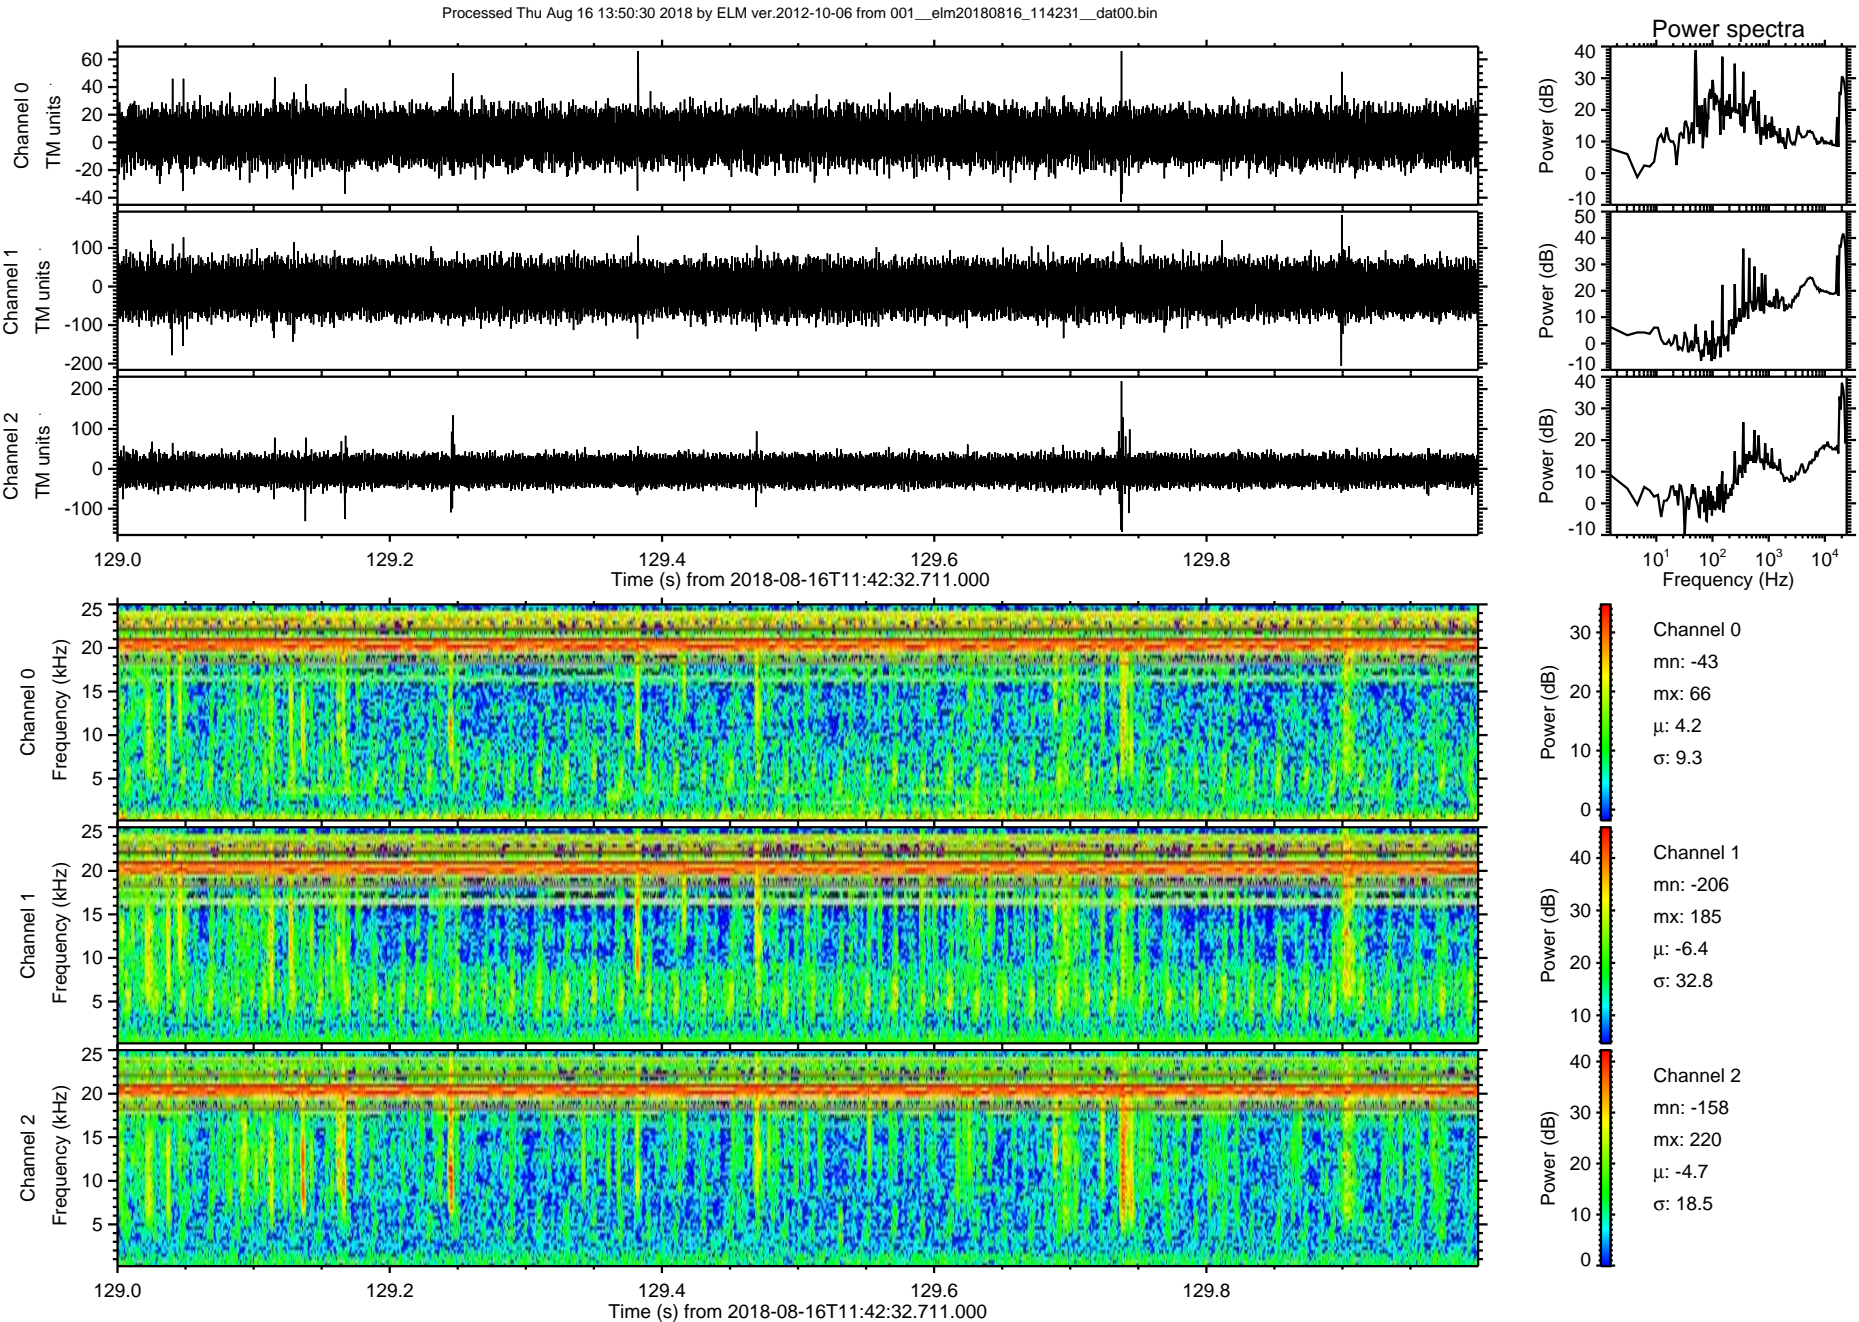 Processed Thu Aug 16 13:50:30 2018 by ELM ver.2012-10-06 from 001__elm20180816_114231__dat00.bin
Power spectra
Channel 0
TM units
60
40
20
0
-20
-40
Power (dB)
40
30
20
10
0
-10
Channel 1
TM units
100
0
-100
-200
Power (dB)
50
40
30
20
10
0
-10
Channel 2
TM units
200
100
0
-100
Power (dB)
40
30
20
10
0
-10
129.0 129.2 129.4 129.6 129.8
Time (s) from 2018-08-16T11:42:32.711.000
10¹ 10² 10³ 10⁴
Frequency (Hz)
Channel 0
Frequency (kHz)
25
20
15
10
5
Power (dB)
30
20
10
0
Channel 0
mn: -43
mx: 66
μ: 4.2
σ: 9.3
Channel 1
Frequency (kHz)
25
20
15
10
5
Power (dB)
40
30
20
10
Channel 1
mn: -206
mx: 185
μ: -6.4
σ: 32.8
Channel 2
Frequency (kHz)
25
20
15
10
5
Power (dB)
40
30
20
10
0
Channel 2
mn: -158
mx: 220
μ: -4.7
σ: 18.5
129.0 129.2 129.4 129.6 129.8
Time (s) from 2018-08-16T11:42:32.711.000